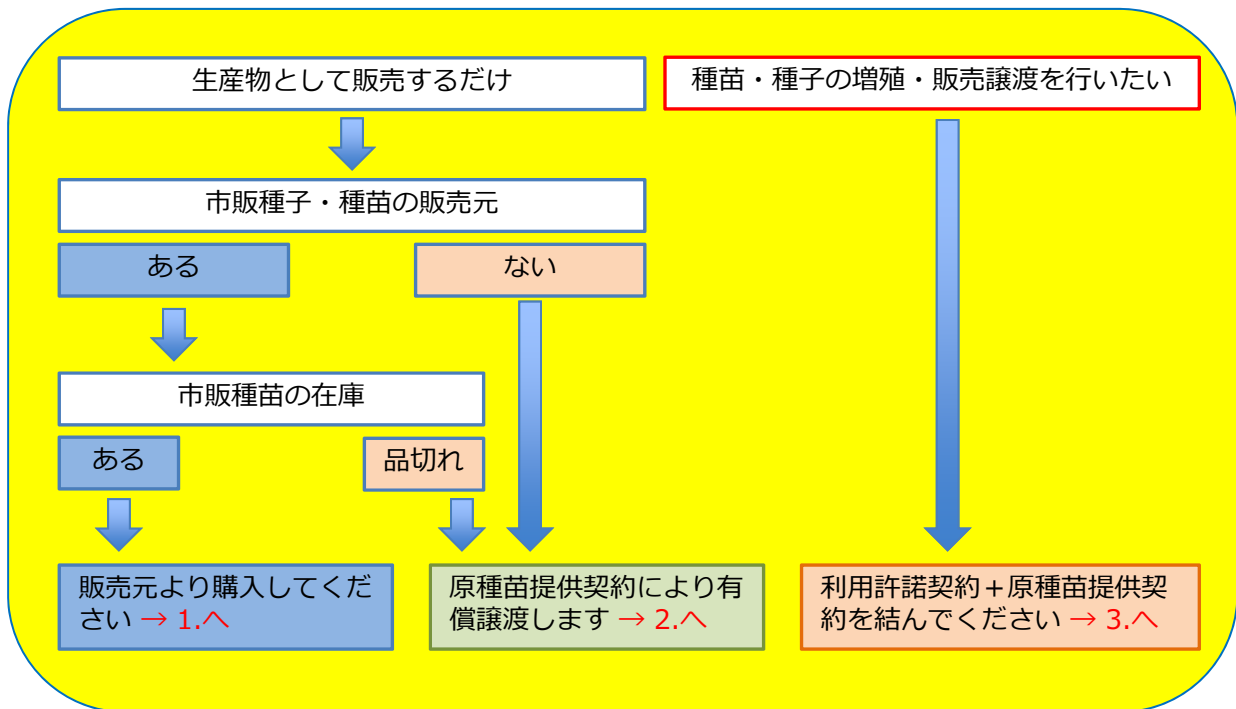 生産物として販売するだけ
種苗・種子の増殖・販売譲渡を行いたい
市販種子・種苗の販売元
ある
ない
市販種苗の在庫
ある
品切れ
販売元より購入してくだ
さい → 1.へ
原種苗提供契約により有
償譲渡します → 2.へ
利用許諾契約＋原種苗提供契
約を結んでください → 3.へ